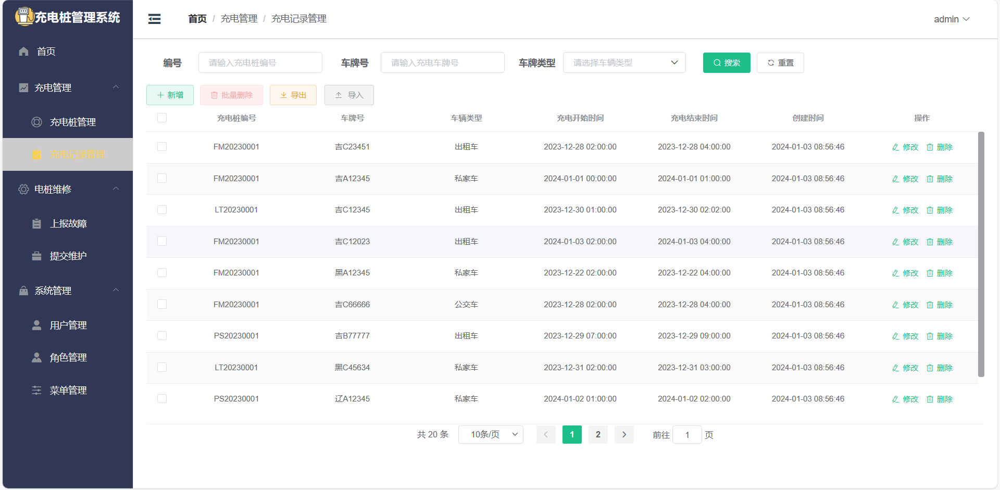 充电桩管理系统
首页
充电管理
充电桩管理
充电记录管理
电桩维修
上报故障
提交维护
系统管理
用户管理
角色管理
菜单管理
首页 / 充电管理 / 充电记录管理
admin
编号 请输入充电桩编号 车牌号 请输入充电车牌号 车牌类型 请选择车辆类型 搜索 重置
新增 批量删除 导出 导入
充电桩编号 车牌号 车辆类型 充电开始时间 充电结束时间 创建时间 操作
FM20230001 吉C23451 出租车 2023-12-28 02:00:00 2023-12-28 04:00:00 2024-01-03 08:56:46 修改 删除
FM20230001 吉A12345 私家车 2024-01-01 00:00:00 2024-01-01 01:00:00 2024-01-03 08:56:46 修改 删除
LT20230001 吉C12345 出租车 2023-12-30 01:00:00 2023-12-30 02:02:00 2024-01-03 08:56:46 修改 删除
FM20230001 吉C12023 出租车 2024-01-03 02:00:00 2024-01-03 04:00:00 2024-01-03 08:56:46 修改 删除
FM20230001 黑A12345 私家车 2023-12-22 02:00:00 2023-12-22 04:00:00 2024-01-03 08:56:46 修改 删除
FM20230001 吉C66666 公交车 2023-12-28 02:00:00 2023-12-28 04:00:00 2024-01-03 08:56:46 修改 删除
PS20230001 吉B77777 出租车 2023-12-29 07:00:00 2023-12-29 09:00:00 2024-01-03 08:56:46 修改 删除
LT20230001 黑C45634 私家车 2023-12-31 02:00:00 2023-12-31 03:00:00 2024-01-03 08:56:46 修改 删除
PS20230001 辽A12345 私家车 2024-01-02 01:00:00 2024-01-02 02:00:00 2024-01-03 08:56:46 修改 删除
共 20 条 10条/页 1 2 前往 1 页